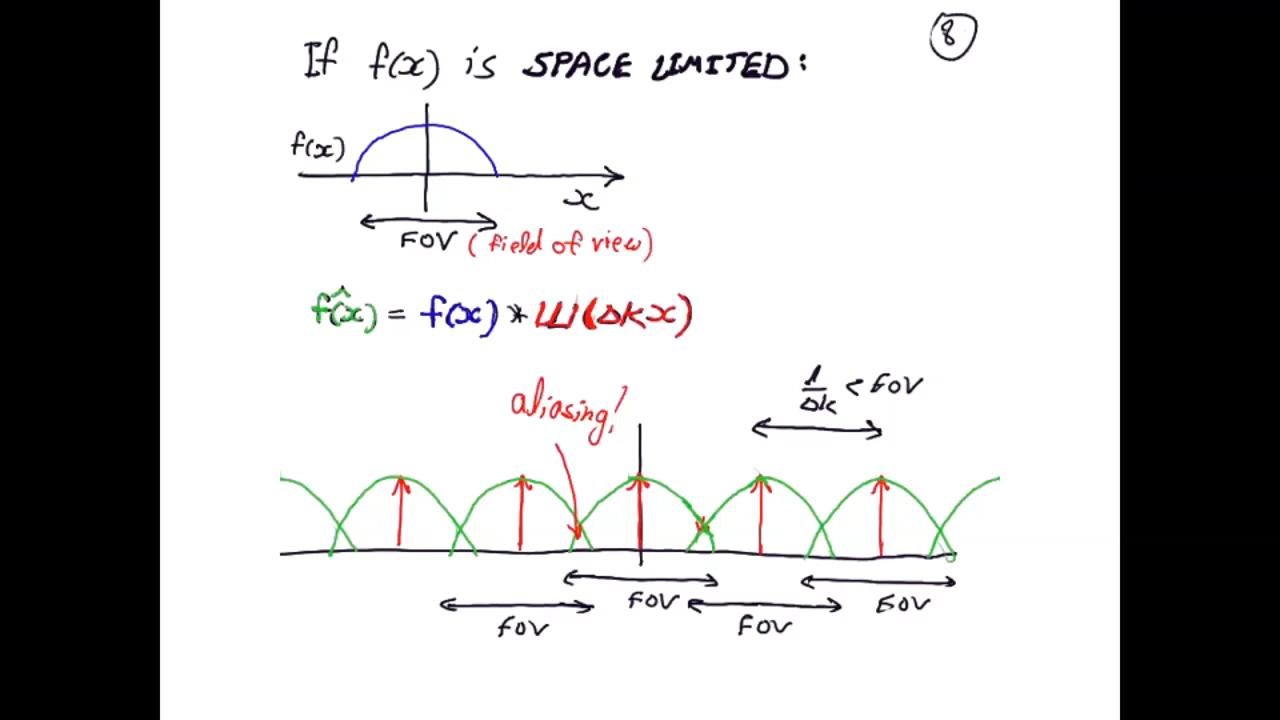 8
If f(x) is SPACE LIMITED:
f(x)
x
FOV (field of view)
f̂(x) = f(x) * Ш(Δkx)
1/Δk < FOV
aliasing!
FOV
FOV
FOV
FOV